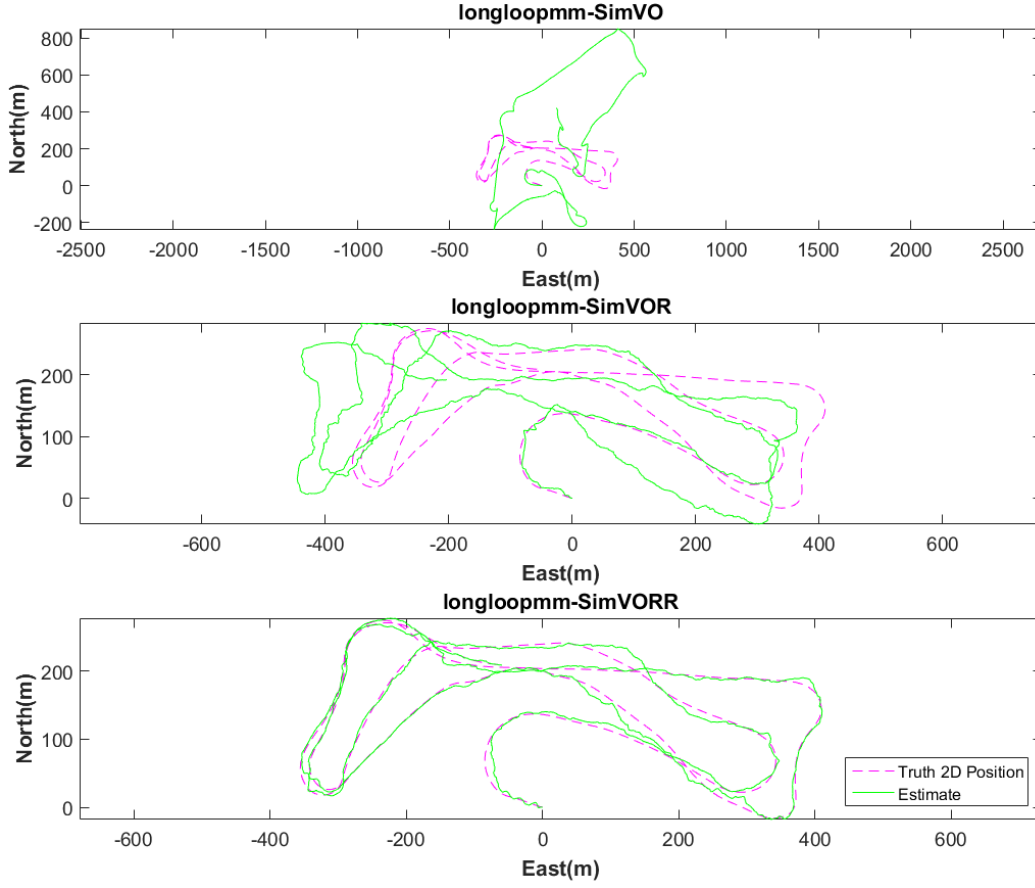 longloopmm-SimVO
800
600
400
200
0
-200
North(m)
-2500 -2000 -1500 -1000 -500 0 500 1000 1500 2000 2500
East(m)
longloopmm-SimVOR
200
100
0
North(m)
-600 -400 -200 0 200 400 600
East(m)
longloopmm-SimVORR
200
100
0
North(m)
Truth 2D Position
Estimate
-600 -400 -200 0 200 400 600
East(m)